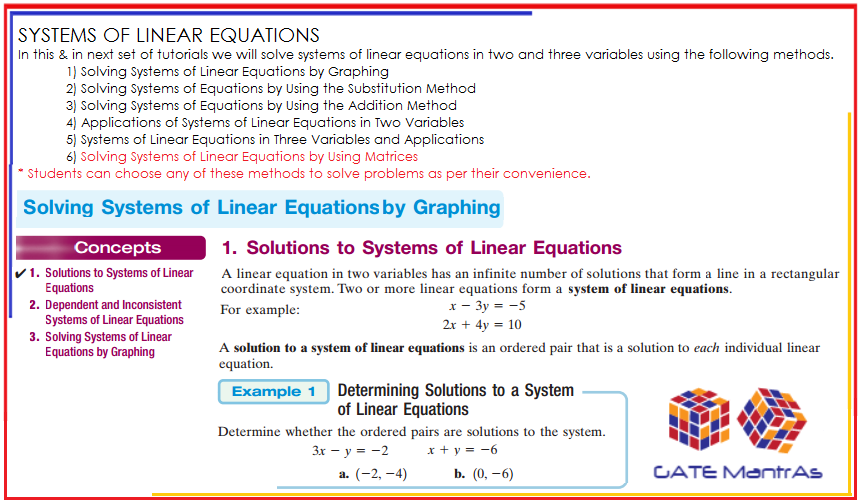 SYSTEMS OF LINEAR EQUATIONS
In this & in next set of tutorials we will solve systems of linear equations in two and three variables using the following methods.
1) Solving Systems of Linear Equations by Graphing
2) Solving Systems of Equations by Using the Substitution Method
3) Solving Systems of Equations by Using the Addition Method
4) Applications of Systems of Linear Equations in Two Variables
5) Systems of Linear Equations in Three Variables and Applications
6) Solving Systems of Linear Equations by Using Matrices
* Students can choose any of these methods to solve problems as per their convenience.
Solving Systems of Linear Equations by Graphing
Concepts
✓ 1. Solutions to Systems of Linear
Equations
2. Dependent and Inconsistent
Systems of Linear Equations
3. Solving Systems of Linear
Equations by Graphing
1. Solutions to Systems of Linear Equations
A linear equation in two variables has an infinite number of solutions that form a line in a rectangular
coordinate system. Two or more linear equations form a system of linear equations.
For example: x − 3y = −5
2x + 4y = 10
A solution to a system of linear equations is an ordered pair that is a solution to each individual linear
equation.
Example 1 Determining Solutions to a System
of Linear Equations
Determine whether the ordered pairs are solutions to the system.
3x − y = −2 x + y = −6
a. (−2, −4) b. (0, −6)
GATE MantrAs